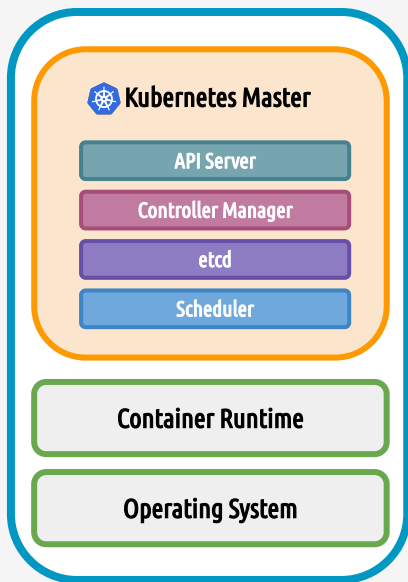 Kubernetes Master
API Server
Controller Manager
etcd
Scheduler
Container Runtime
Operating System